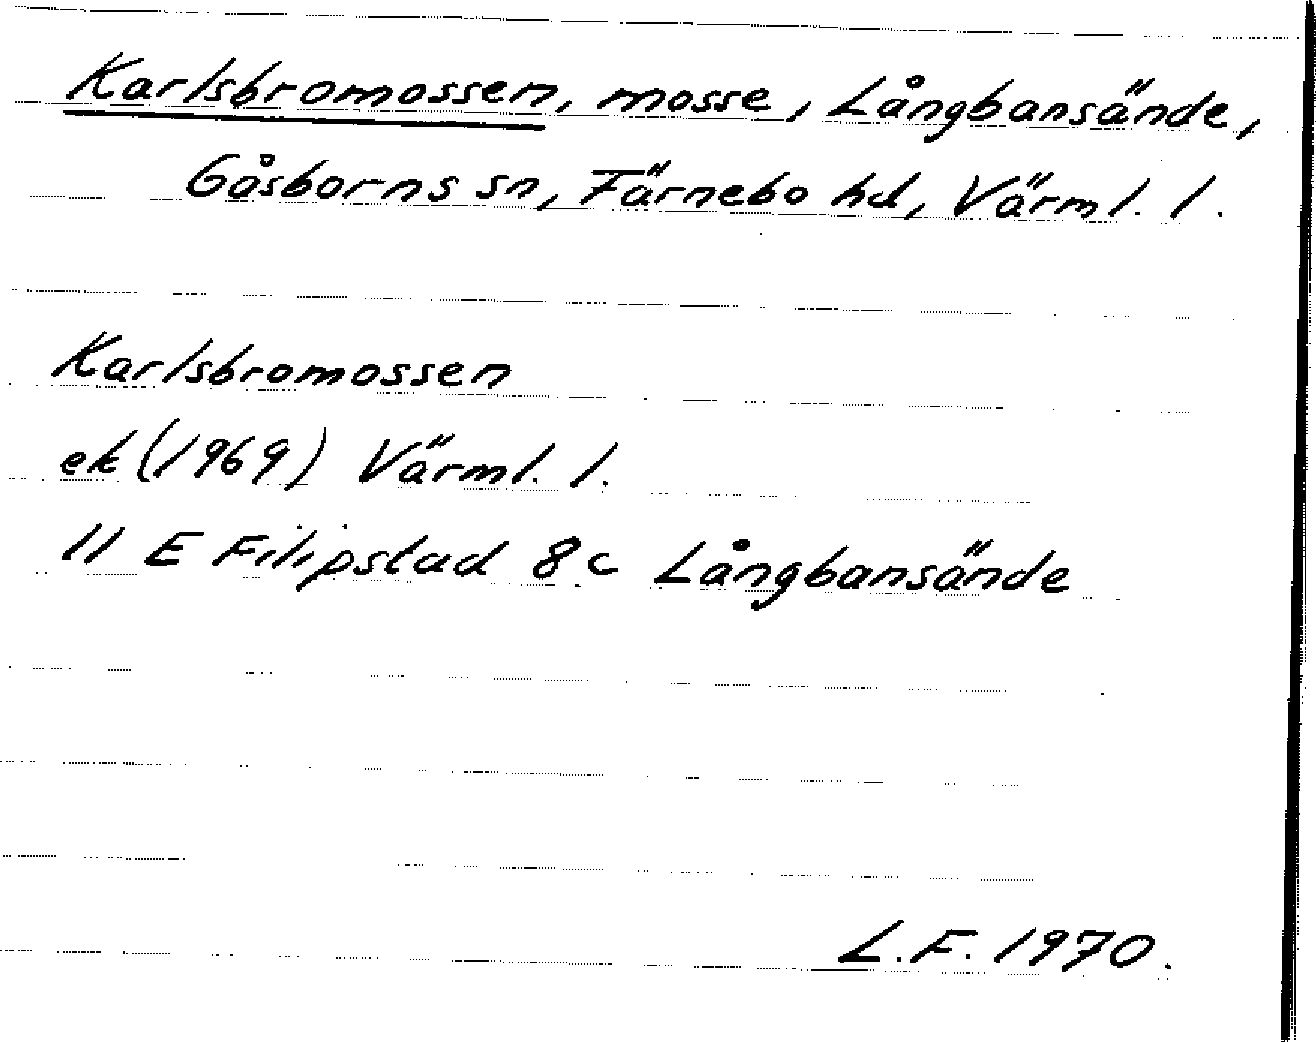 Karlsbromossen, mosse, Långbansände,
Gåsborns sn, Färnebo hd, Värml. l.
Karlsbromossen
ek (1969) Värml. l.
11 E Filipstad 8c Långbansände
L.F. 1970.